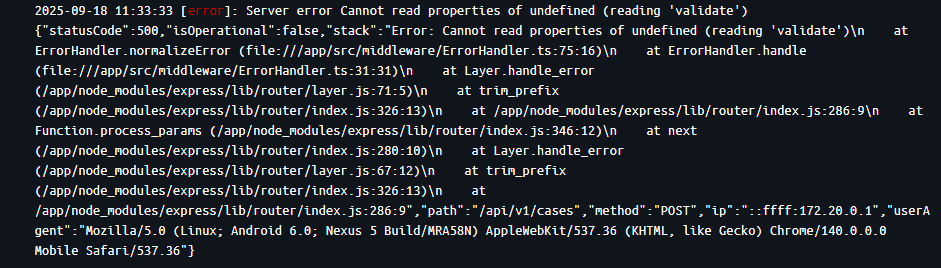 2025-09-18 11:33:33 [error]: Server error Cannot read properties of undefined (reading 'validate')
{"statusCode":500,"isOperational":false,"stack":"Error: Cannot read properties of undefined (reading 'validate')\n    at
ErrorHandler.normalizeError (file:///app/src/middleware/ErrorHandler.ts:75:16)\n    at ErrorHandler.handle
(file:///app/src/middleware/ErrorHandler.ts:31:31)\n    at Layer.handle_error
(/app/node_modules/express/lib/router/layer.js:71:5)\n    at trim_prefix
(/app/node_modules/express/lib/router/index.js:326:13)\n    at /app/node_modules/express/lib/router/index.js:286:9\n    at
Function.process_params (/app/node_modules/express/lib/router/index.js:346:12)\n    at next
(/app/node_modules/express/lib/router/index.js:280:10)\n    at Layer.handle_error
(/app/node_modules/express/lib/router/layer.js:67:12)\n    at trim_prefix
(/app/node_modules/express/lib/router/index.js:326:13)\n    at
/app/node_modules/express/lib/router/index.js:286:9","path":"/api/v1/cases","method":"POST","ip":"::ffff:172.20.0.1","userA
gent":"Mozilla/5.0 (Linux; Android 6.0; Nexus 5 Build/MRA58N) AppleWebKit/537.36 (KHTML, like Gecko) Chrome/140.0.0.0
Mobile Safari/537.36"}